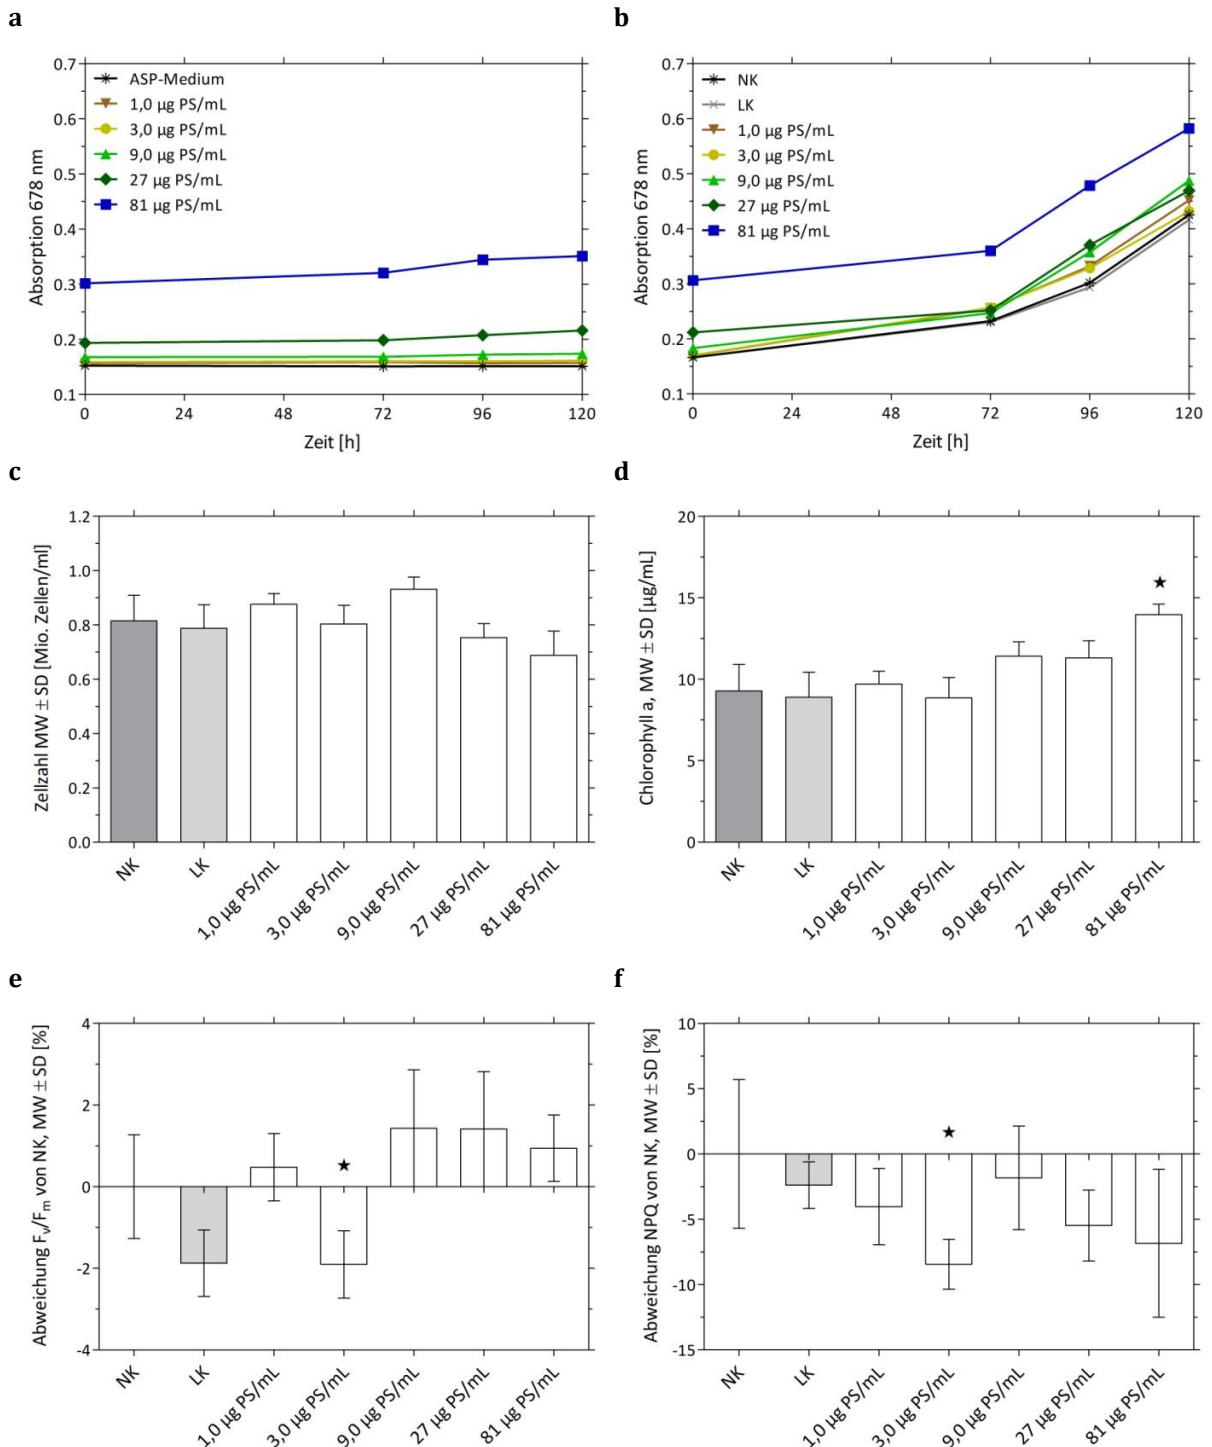 a
0.7
0.6
0.5
0.4
0.3
0.2
0.1
Absorption 678 nm
ASP-Medium
1,0 µg PS/mL
3,0 µg PS/mL
9,0 µg PS/mL
27 µg PS/mL
81 µg PS/mL
0 24 48 72 96 120
Zeit [h]
b
0.7
0.6
0.5
0.4
0.3
0.2
0.1
Absorption 678 nm
NK
LK
1,0 µg PS/mL
3,0 µg PS/mL
9,0 µg PS/mL
27 µg PS/mL
81 µg PS/mL
0 24 48 72 96 120
Zeit [h]
c
1.2
1.0
0.8
0.6
0.4
0.2
0.0
Zellzahl MW ± SD [Mio. Zellen/ml]
NK
LK
1,0 µg PS/mL
3,0 µg PS/mL
9,0 µg PS/mL
27 µg PS/mL
81 µg PS/mL
d
20
15
10
5
0
Chlorophyll a, MW ± SD [µg/mL]
★
NK
LK
1,0 µg PS/mL
3,0 µg PS/mL
9,0 µg PS/mL
27 µg PS/mL
81 µg PS/mL
e
4
2
0
-2
-4
Abweichung Fv/Fm von NK, MW ± SD [%]
★
NK
LK
1,0 µg PS/mL
3,0 µg PS/mL
9,0 µg PS/mL
27 µg PS/mL
81 µg PS/mL
f
10
5
0
-5
-10
-15
Abweichung NPQ von NK, MW ± SD [%]
★
NK
LK
1,0 µg PS/mL
3,0 µg PS/mL
9,0 µg PS/mL
27 µg PS/mL
81 µg PS/mL